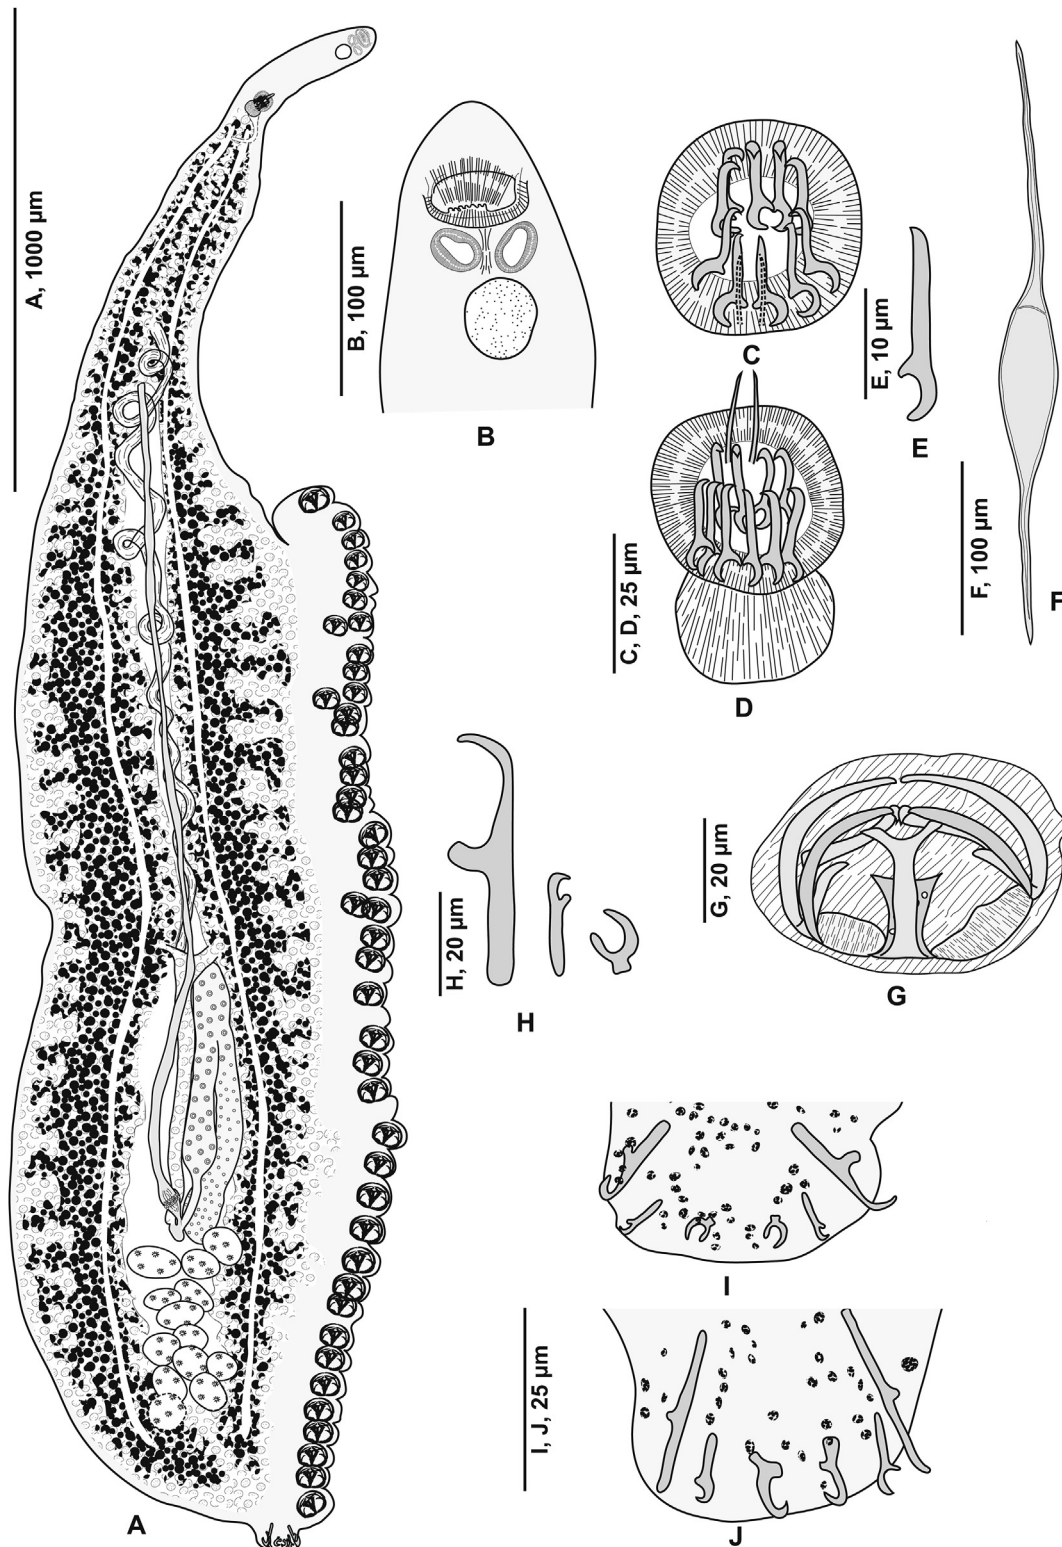 A, 1000 µm
B, 100 µm
B
C
E, 10 µm
E
F, 100 µm
F
C, D, 25 µm
D
H, 20 µm
H
G, 20 µm
G
I
I, J, 25 µm
J
A